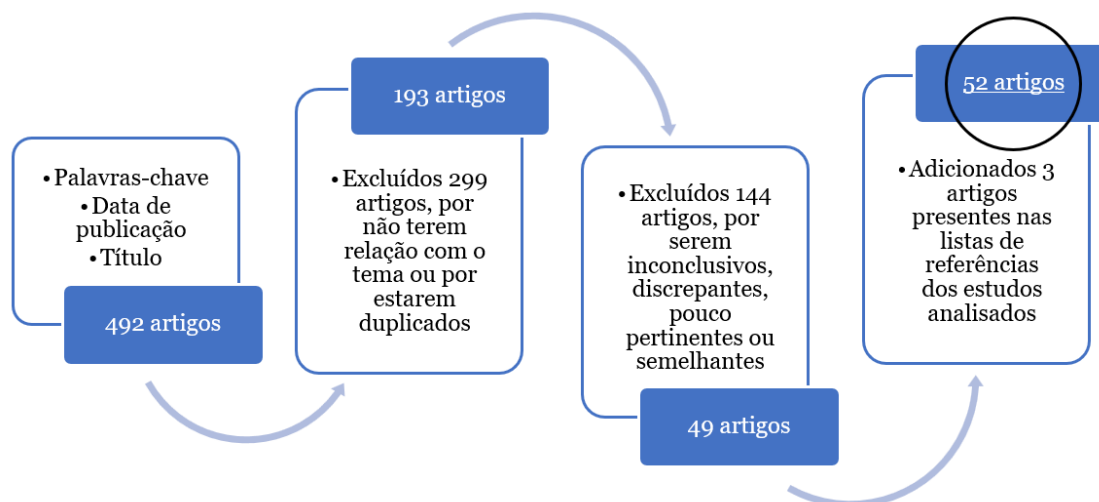 • Palavras-chave
• Data de
publicação
• Título
492 artigos
193 artigos
• Excluídos 299
artigos, por
não terem
relação com o
tema ou por
estarem
duplicados
• Excluídos 144
artigos, por
serem
inconclusivos,
discrepantes,
pouco
pertinentes ou
semelhantes
49 artigos
52 artigos
• Adicionados 3
artigos
presentes nas
listas de
referências
dos estudos
analisados